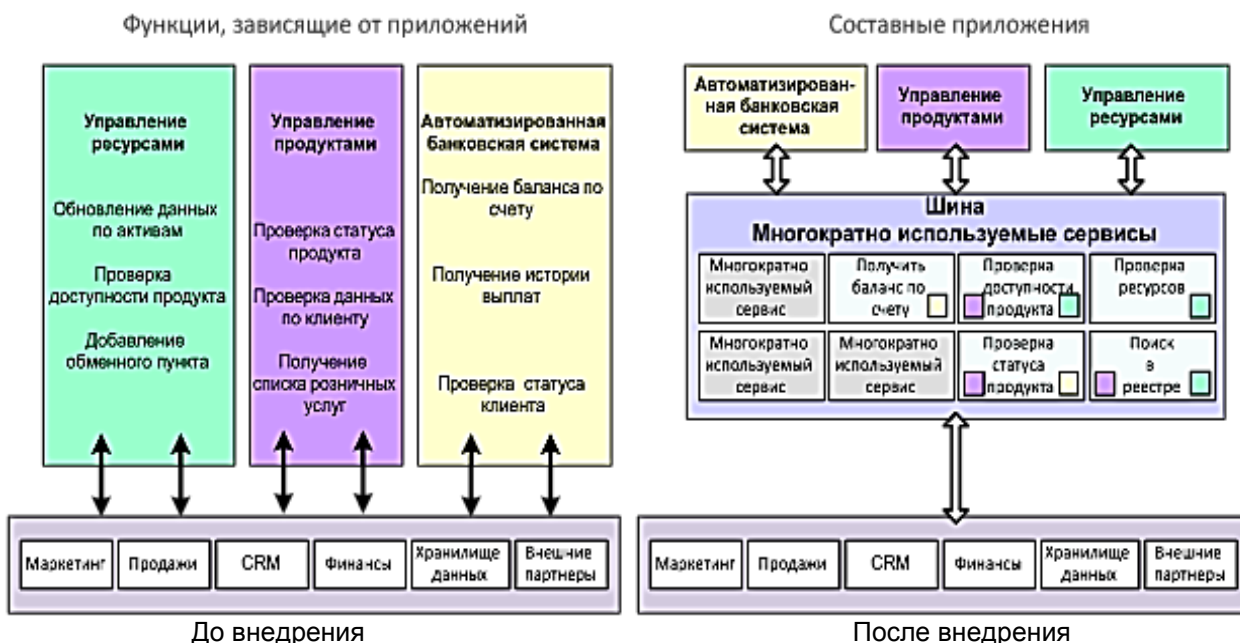 Функции, зависящие от приложений
Управление
ресурсами
Обновление данных
по активам
Проверка
доступности продукта
Добавление
обменного пункта
Управление
продуктами
Проверка статуса
продукта
Проверка данных
по клиенту
Получение
списка розничных
услуг
Автоматизированная
банковская система
Получение баланса по
счету
Получение истории
выплат
Проверка статуса
клиента
Маркетинг
Продажи
CRM
Финансы
Хранилище
данных
Внешние
партнеры
До внедрения
Составные приложения
Автоматизирован-
ная банковская
система
Управление
продуктами
Управление
ресурсами
Шина
Многократно используемые сервисы
Многократно
используемый
сервис
Получить
баланс по
счету
Проверка
доступности
продукта
Проверка
ресурсов
Многократно
используемый
сервис
Многократно
используемый
сервис
Проверка
статуса
продукта
Поиск
в
реестре
Маркетинг
Продажи
CRM
Финансы
Хранилище
данных
Внешние
партнеры
После внедрения